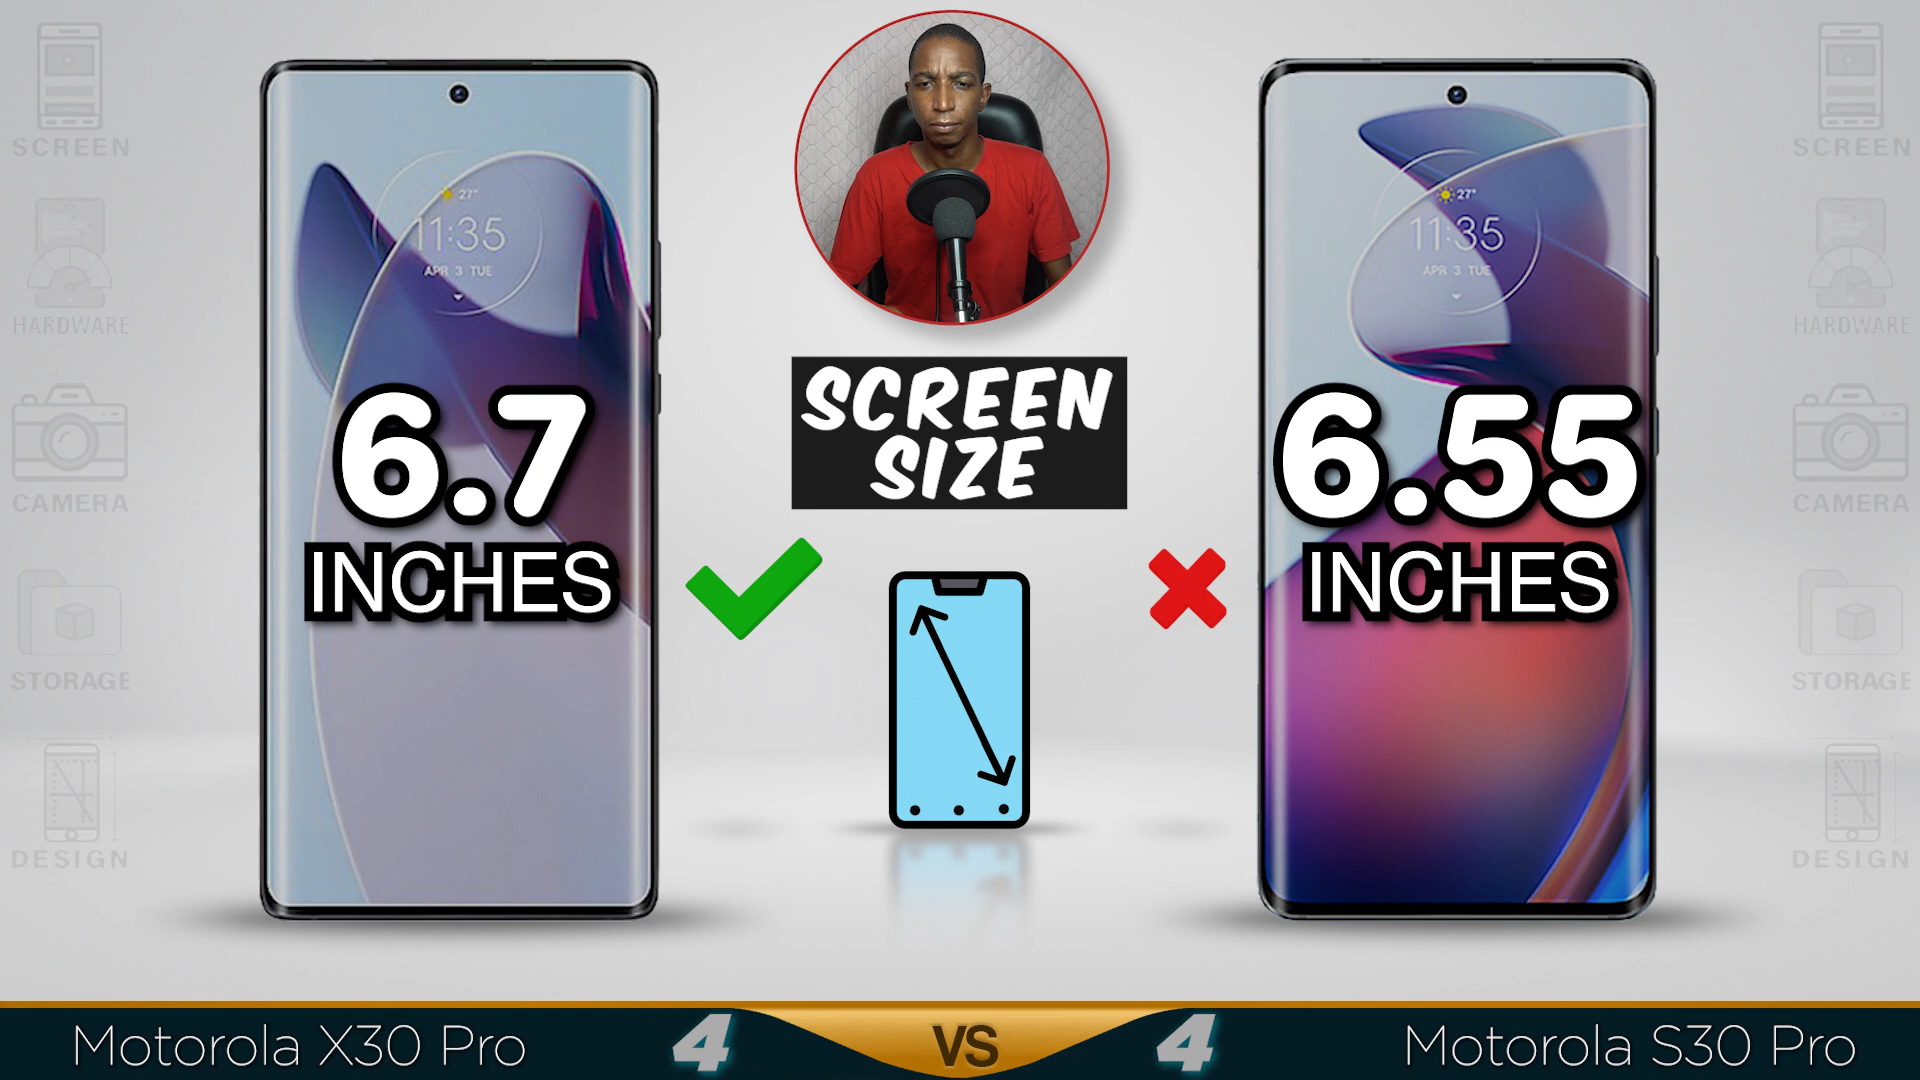 SCREEN
HARDWARE
CAMERA
STORAGE
DESIGN
27°
11:35
APR 3 TUE
6.7
INCHES
SCREEN
SIZE
27°
11:35
APR 3 TUE
6.55
INCHES
SCREEN
HARDWARE
CAMERA
STORAGE
DESIGN
Motorola X30 Pro
4
VS
4
Motorola S30 Pro